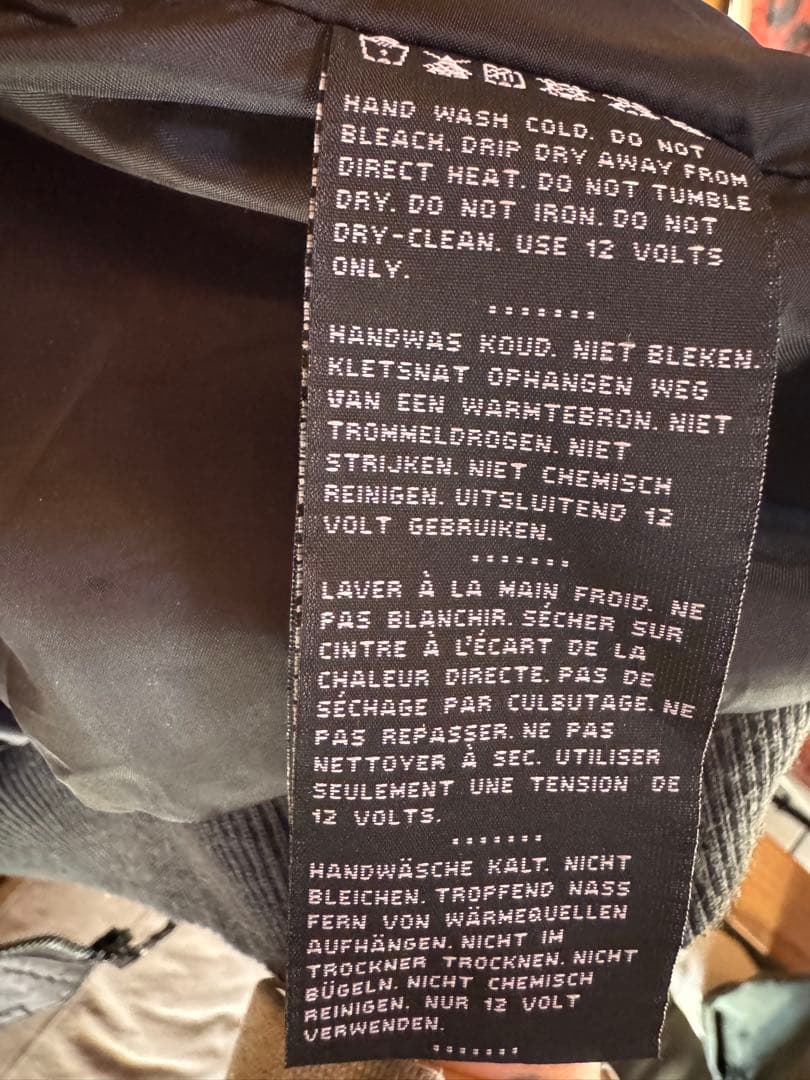 HAND WASH COLD. DO NOT
BLEACH. DRIP DRY AWAY FROM
DIRECT HEAT. DO NOT TUMBLE
DRY. DO NOT IRON. DO NOT
DRY-CLEAN. USE 12 VOLTS
ONLY.
.......
HANDWAS KOUD. NIET BLEKEN.
KLETSNAT OPHANGEN WEG
VAN EEN WARMTEBRON. NIET
TROMMELDROGEN. NIET
STRIJKEN. NIET CHEMISCH
REINIGEN. UITSLUITEND 12
VOLT GEBRUIKEN.
.......
LAVER À LA MAIN FROID. NE
PAS BLANCHIR. SÉCHER SUR
CINTRE À L'ÉCART DE LA
CHALEUR DIRECTE. PAS DE
SÉCHAGE PAR CULBUTAGE. NE
PAS REPASSER. NE PAS
NETTOYER À SEC. UTILISER
SEULEMENT UNE TENSION DE
12 VOLTS.
.......
HANDWÄSCHE KALT. NICHT
BLEICHEN. TROPFEND NASS
FERN VON WÄRMEQUELLEN
AUFHÄNGEN. NICHT IM
TROCKNER TROCKNEN. NICHT
BÜGELN. NICHT CHEMISCH
REINIGEN. NUR 12 VOLT
VERWENDEN.
.......